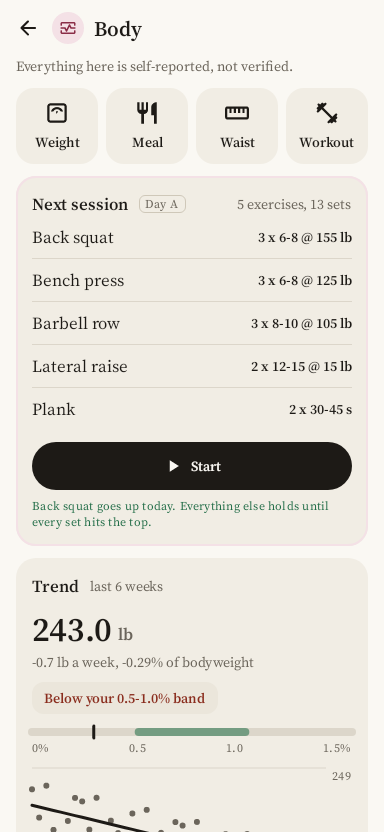 Body
Everything here is self-reported, not verified.
Weight
Meal
Waist
Workout
Next session Day A 5 exercises, 13 sets
Back squat 3 x 6-8 @ 155 lb
Bench press 3 x 6-8 @ 125 lb
Barbell row 3 x 8-10 @ 105 lb
Lateral raise 2 x 12-15 @ 15 lb
Plank 2 x 30-45 s
Start
Back squat goes up today. Everything else holds until
every set hits the top.
Trend last 6 weeks
243.0 lb
-0.7 lb a week, -0.29% of bodyweight
Below your 0.5-1.0% band
0% 0.5 1.0 1.5%
249